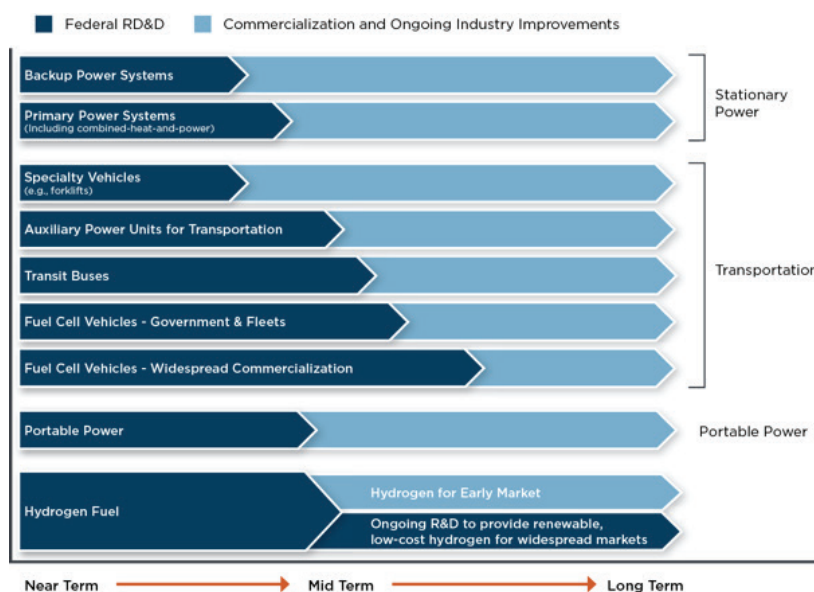 Federal RD&D
Commercialization and Ongoing Industry Improvements
Backup Power Systems
Primary Power Systems
(Including combined-heat-and-power)
Stationary
Power
Specialty Vehicles
(e.g., forklifts)
Auxiliary Power Units for Transportation
Transit Buses
Fuel Cell Vehicles - Government & Fleets
Fuel Cell Vehicles - Widespread Commercialization
Transportation
Portable Power
Portable Power
Hydrogen Fuel
Hydrogen for Early Market
Ongoing R&D to provide renewable,
low-cost hydrogen for widespread markets
Near Term
Mid Term
Long Term